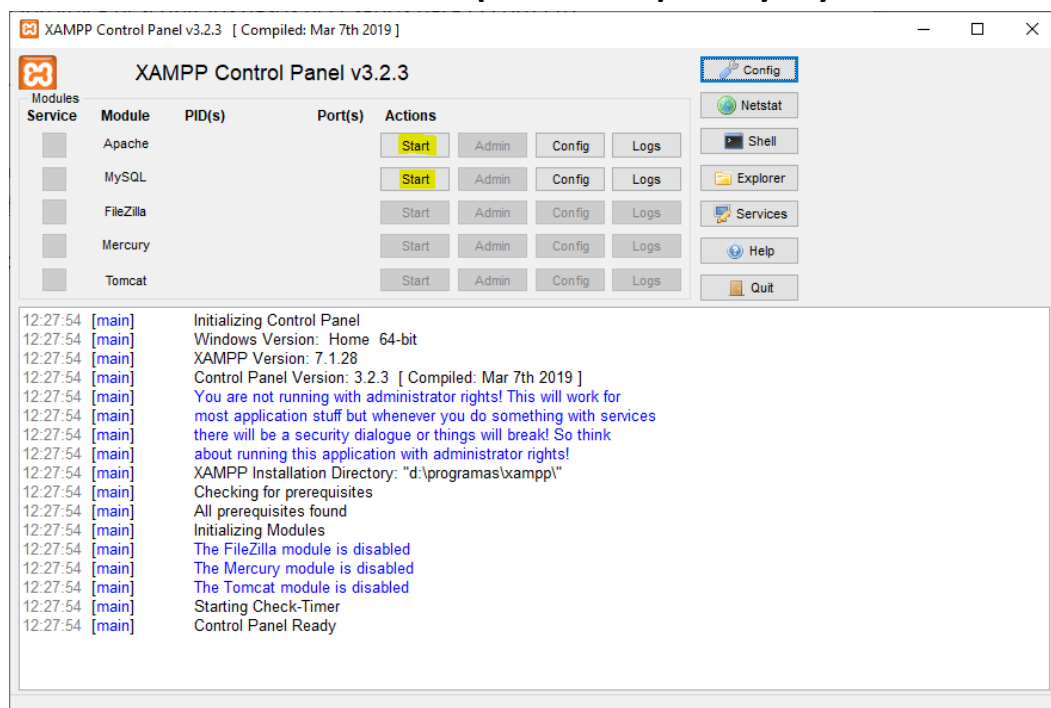 XAMPP Control Panel v3.2.3 [ Compiled: Mar 7th 2019 ]
XAMPP Control Panel v3.2.3
Config
Modules
Service Module PID(s) Port(s) Actions
Netstat
Apache Start Admin Config Logs
Shell
MySQL Start Admin Config Logs
Explorer
FileZilla Start Admin Config Logs
Services
Mercury Start Admin Config Logs
Help
Tomcat Start Admin Config Logs
Quit
12:27:54 [main] Initializing Control Panel
12:27:54 [main] Windows Version: Home 64-bit
12:27:54 [main] XAMPP Version: 7.1.28
12:27:54 [main] Control Panel Version: 3.2.3 [ Compiled: Mar 7th 2019 ]
12:27:54 [main] You are not running with administrator rights! This will work for
12:27:54 [main] most application stuff but whenever you do something with services
12:27:54 [main] there will be a security dialogue or things will break! So think
12:27:54 [main] about running this application with administrator rights!
12:27:54 [main] XAMPP Installation Directory: "d:\programas\xampp\"
12:27:54 [main] Checking for prerequisites
12:27:54 [main] All prerequisites found
12:27:54 [main] Initializing Modules
12:27:54 [main] The FileZilla module is disabled
12:27:54 [main] The Mercury module is disabled
12:27:54 [main] The Tomcat module is disabled
12:27:54 [main] Starting Check-Timer
12:27:54 [main] Control Panel Ready